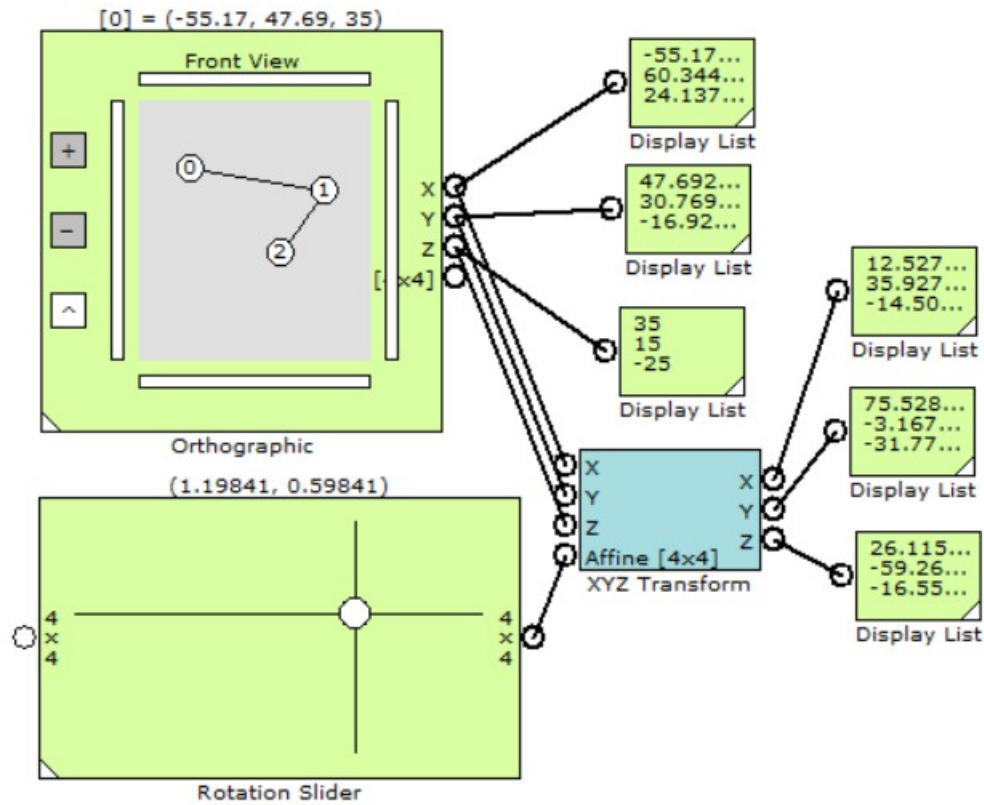 [0] = (-55.17, 47.69, 35)
Front View
+
−
^
0
1
2
X
Y
Z
[ x4]
Orthographic
-55.17...
60.344...
24.137...
Display List
47.692...
30.769...
-16.92...
Display List
35
15
-25
Display List
12.527...
35.927...
-14.50...
Display List
75.528...
-3.167...
-31.77...
Display List
26.115...
-59.26...
-16.55...
Display List
X
Y
Z
Affine [4x4]
X
Y
Z
XYZ Transform
(1.19841, 0.59841)
4
x
4
4
x
4
Rotation Slider